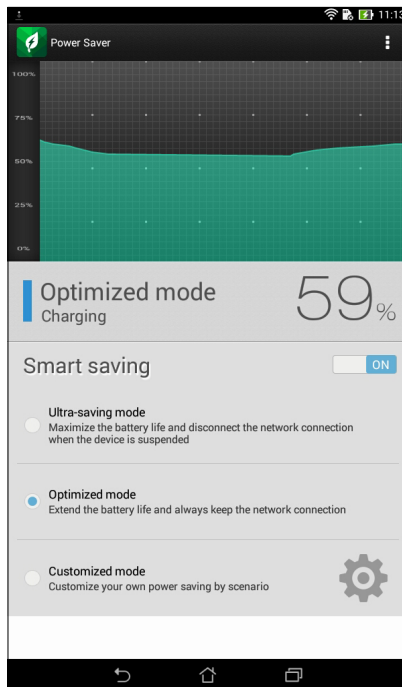 11:13
Power Saver
100%
75%
50%
25%
0%
Optimized mode
Charging
59%
Smart saving
ON
Ultra-saving mode
Maximize the battery life and disconnect the network connection
when the device is suspended
Optimized mode
Extend the battery life and always keep the network connection
Customized mode
Customize your own power saving by scenario